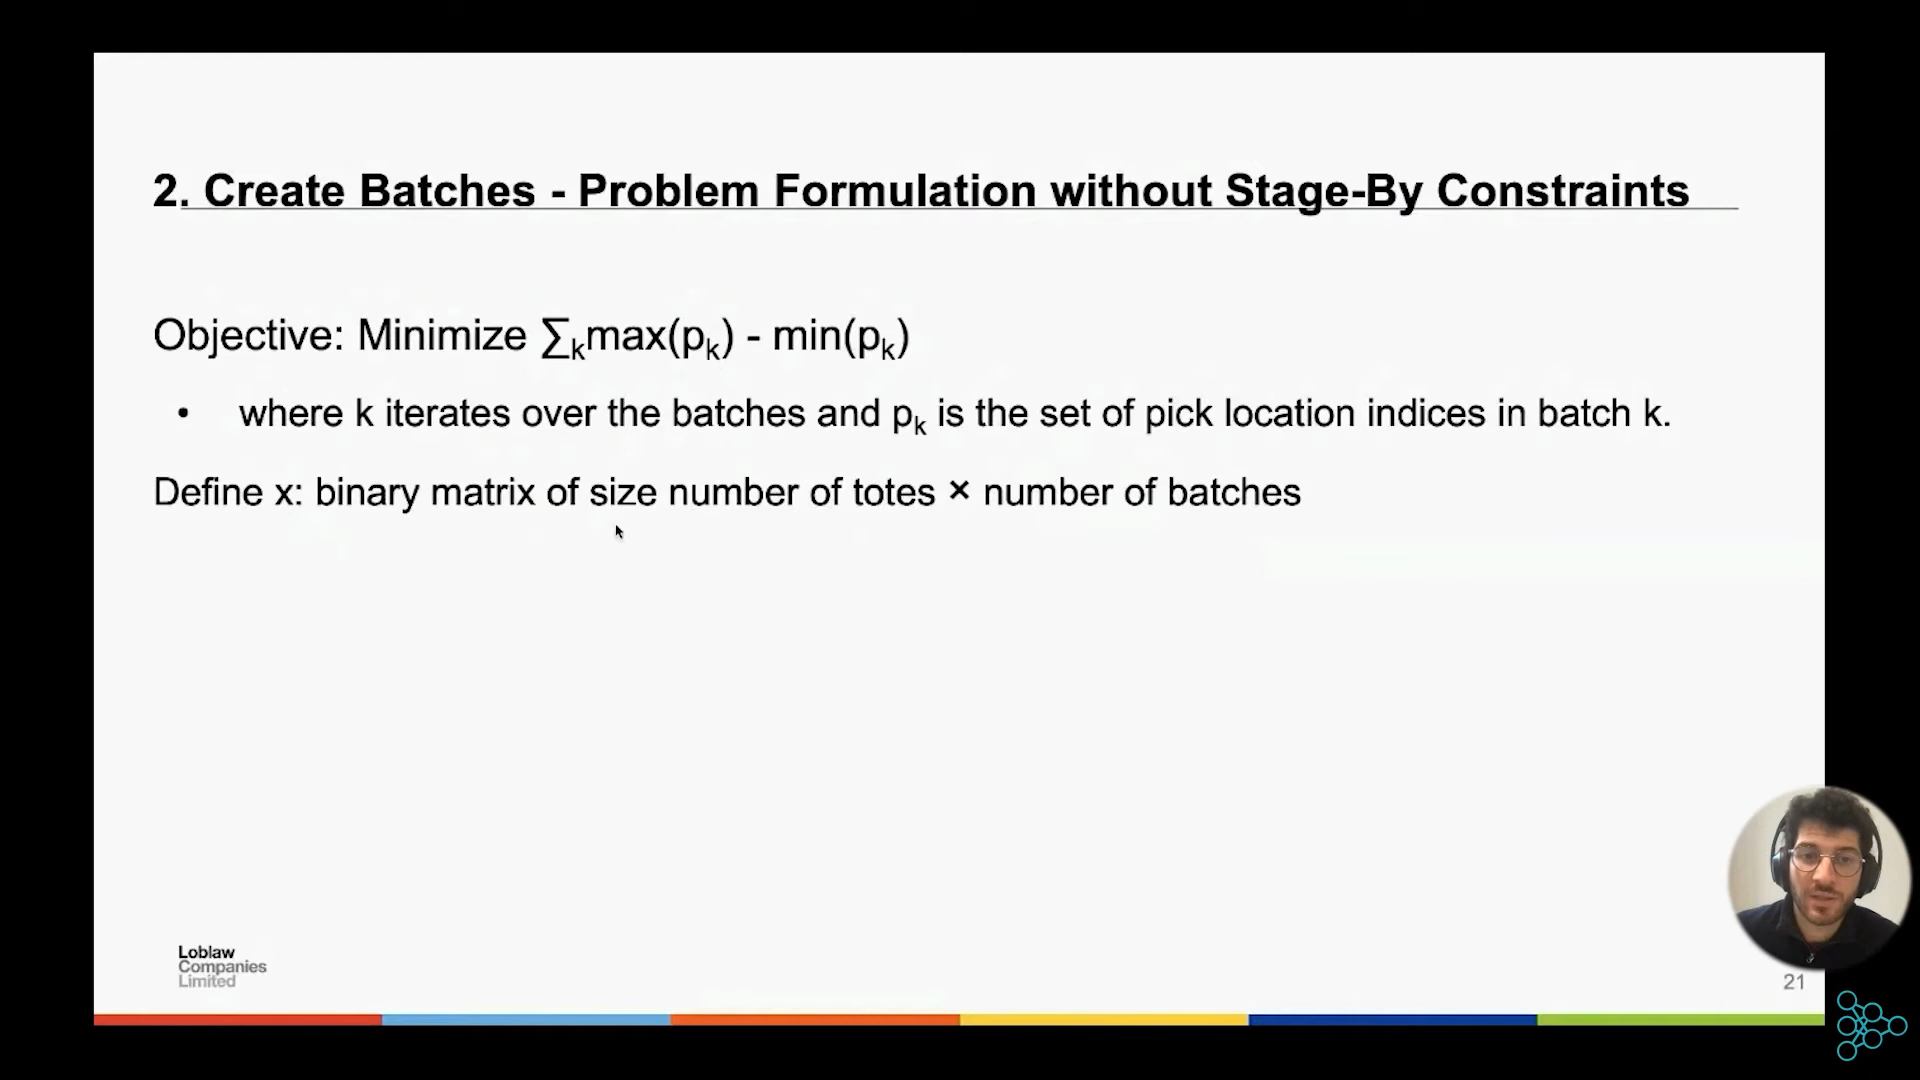 2. Create Batches - Problem Formulation without Stage-By Constraints
Objective: Minimize ∑ₖmax(pₖ) - min(pₖ)
• where k iterates over the batches and pₖ is the set of pick location indices in batch k.
Define x: binary matrix of size number of totes × number of batches
Loblaw
Companies
Limited
21